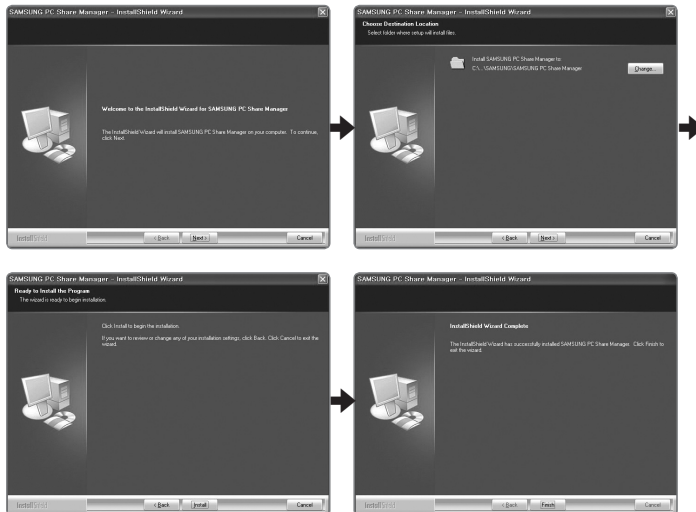 SAMSUNG PC Share Manager - InstallShield Wizard
Welcome to the InstallShield Wizard for SAMSUNG PC Share Manager
The InstallShield Wizard will install SAMSUNG PC Share Manager on your computer. To continue,
click Next.
InstallShield
< Back
Next >
Cancel
SAMSUNG PC Share Manager - InstallShield Wizard
Choose Destination Location
Select folder where setup will install files.
Install SAMSUNG PC Share Manager to:
C:\...\SAMSUNG\SAMSUNG PC Share Manager
Change...
InstallShield
< Back
Next >
Cancel
SAMSUNG PC Share Manager - InstallShield Wizard
Ready to Install the Program
The wizard is ready to begin installation.
Click Install to begin the installation.
If you want to review or change any of your installation settings, click Back. Click Cancel to exit the
wizard.
InstallShield
< Back
Install
Cancel
SAMSUNG PC Share Manager - InstallShield Wizard
InstallShield Wizard Complete
The InstallShield Wizard has successfully installed SAMSUNG PC Share Manager. Click Finish to
exit the wizard.
InstallShield
< Back
Finish
Cancel